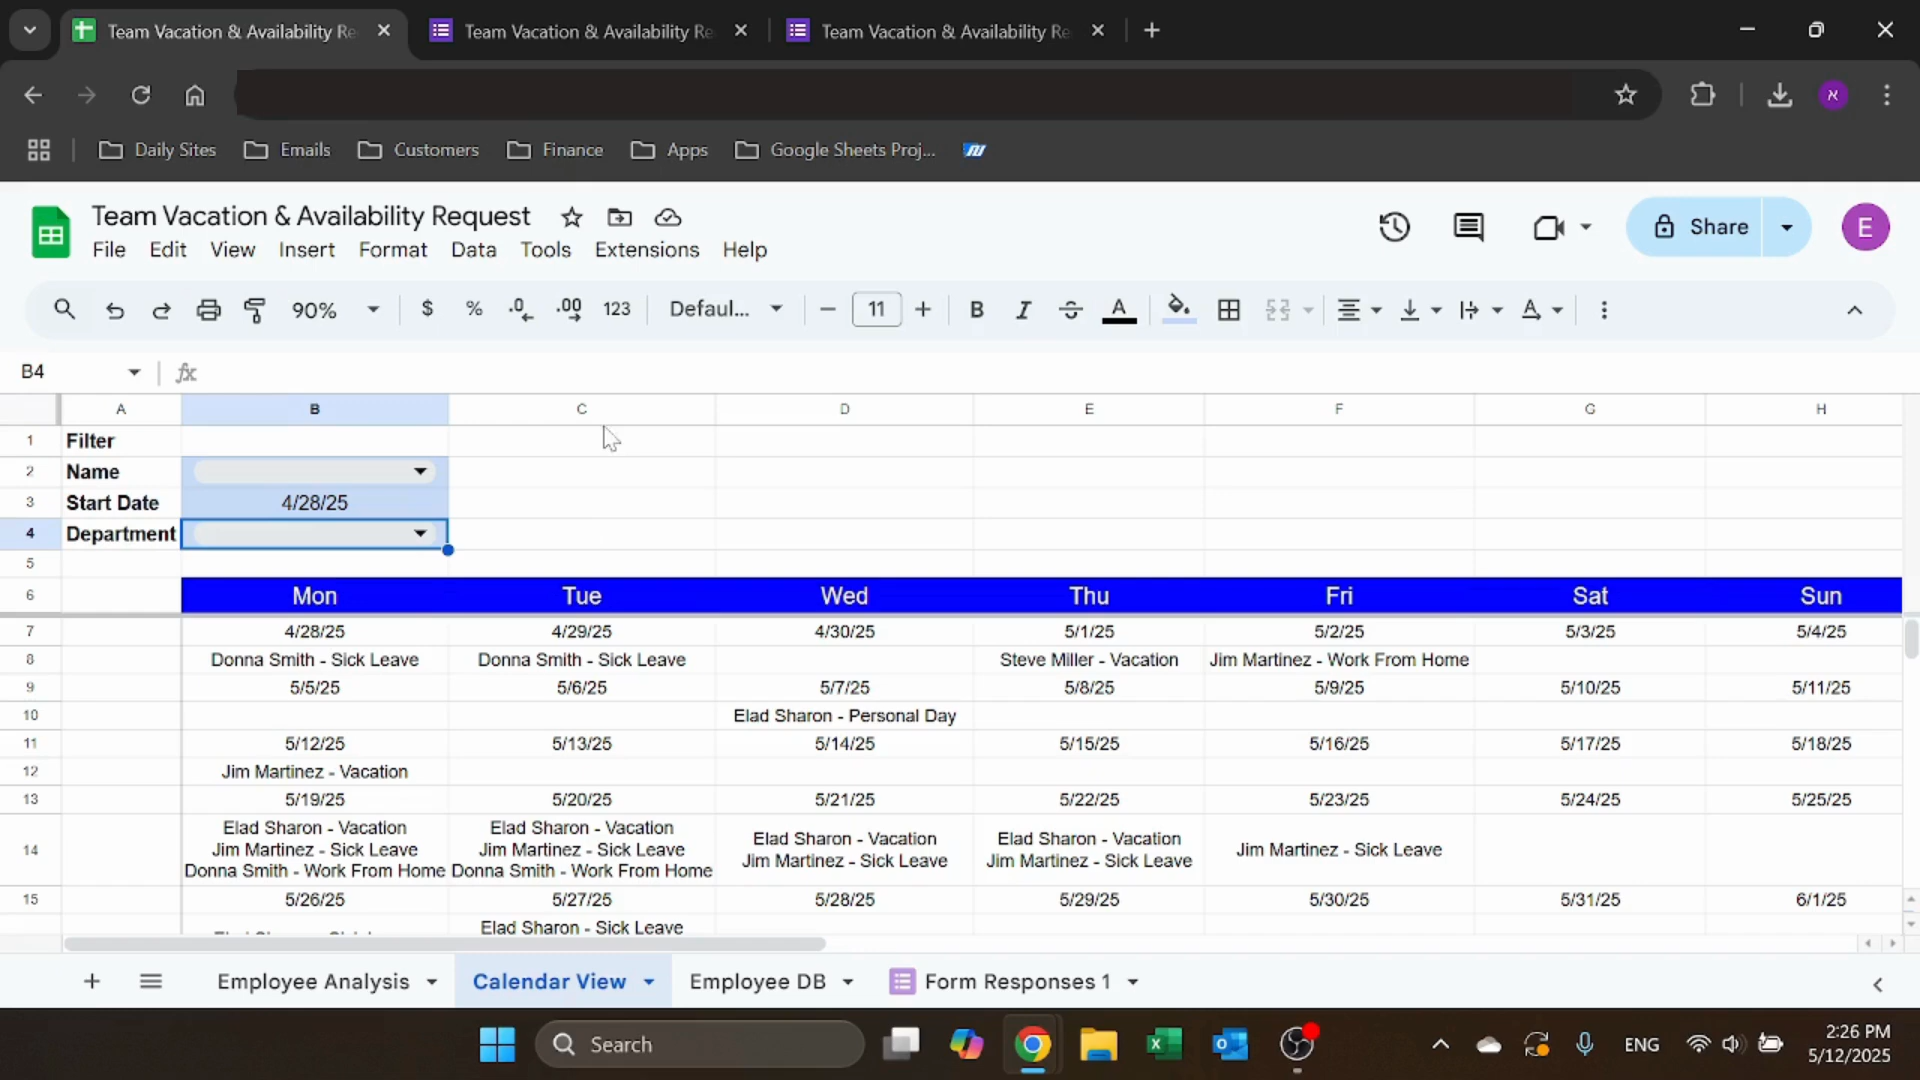 Team Vacation & Availability Re
Team Vacation & Availability Re
Team Vacation & Availability Re
א
Daily Sites
Emails
Customers
Finance
Apps
Google Sheets Proj...
Team Vacation & Availability Request
File Edit View Insert Format Data Tools Extensions Help
Share
E
90%
$ % .0 .00 123
Defaul...
11
B I A A
B4
fx
A B C D E F G H
1 Filter
2 Name
3 Start Date 4/28/25
4 Department
5
6 Mon Tue Wed Thu Fri Sat Sun
7 4/28/25 4/29/25 4/30/25 5/1/25 5/2/25 5/3/25 5/4/25
8 Donna Smith - Sick Leave Donna Smith - Sick Leave Steve Miller - Vacation Jim Martinez - Work From Home
9 5/5/25 5/6/25 5/7/25 5/8/25 5/9/25 5/10/25 5/11/25
10 Elad Sharon - Personal Day
11 5/12/25 5/13/25 5/14/25 5/15/25 5/16/25 5/17/25 5/18/25
12 Jim Martinez - Vacation
13 5/19/25 5/20/25 5/21/25 5/22/25 5/23/25 5/24/25 5/25/25
Elad Sharon - Vacation Elad Sharon - Vacation Elad Sharon - Vacation Elad Sharon - Vacation
14 Jim Martinez - Sick Leave Jim Martinez - Sick Leave Jim Martinez - Sick Leave Jim Martinez - Sick Leave Jim Martinez - Sick Leave
Donna Smith - Work From Home Donna Smith - Work From Home
15 5/26/25 5/27/25 5/28/25 5/29/25 5/30/25 5/31/25 6/1/25
Elad Sharon - Sick Leave
Employee Analysis
Calendar View
Employee DB
Form Responses 1
Search
ENG
2:26 PM
5/12/2025